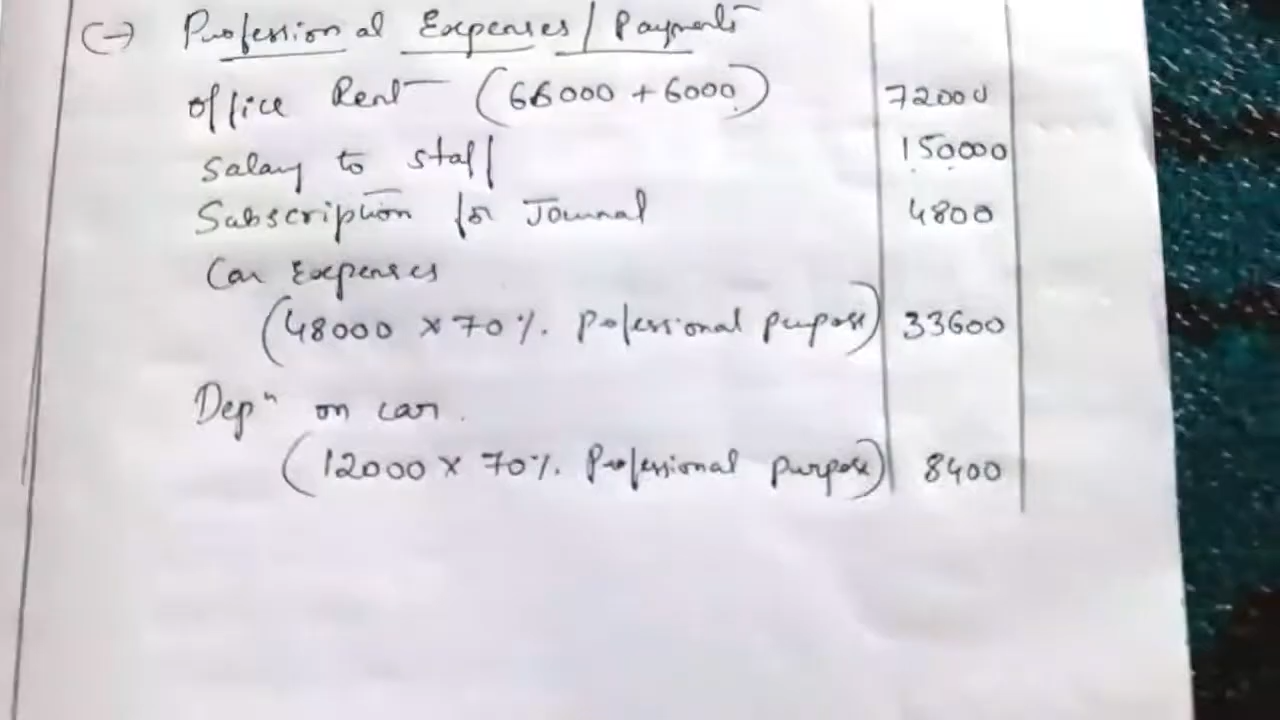 (-) Professional Expenses/Payments
Office Rent (66000 + 6000) 72000
Salary to staff 150000
Subscription for Journal 4800
Car Expenses
(48000 x 70%. Pofessional purpose) 33600
Depn on car.
(12000 x 70%. Professional purpose) 8400